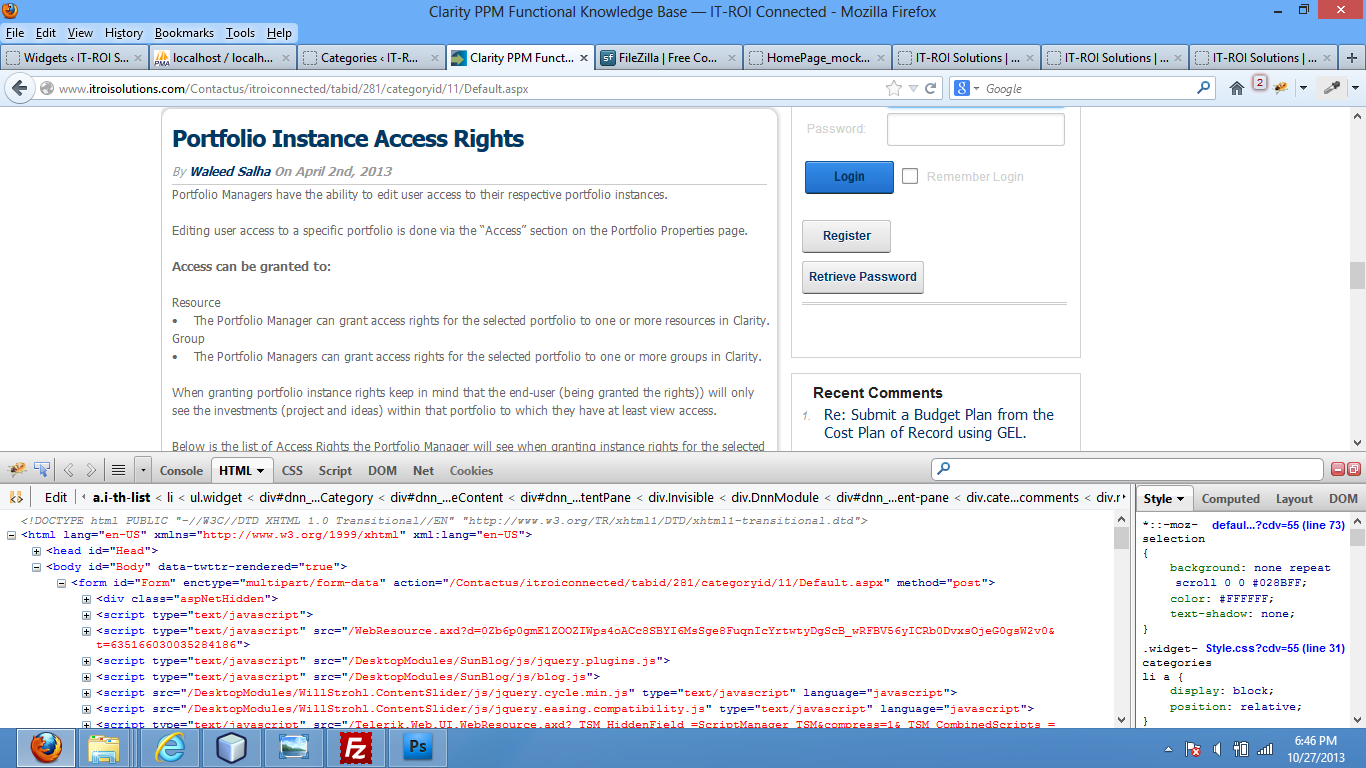 Clarity PPM Functional Knowledge Base — IT-ROI Connected - Mozilla Firefox
File Edit View History Bookmarks Tools Help
Widgets ‹ IT-ROI S... × localhost / localh... × Categories ‹ IT-R... × Clarity PPM Funct... × FileZilla | Free Co... × HomePage_mock... × IT-ROI Solutions | ... × IT-ROI Solutions | ... × IT-ROI Solutions | ... × +
www.itroisolutions.com/Contactus/itroiconnected/tabid/281/categoryid/11/Default.aspx
Google
2
Portfolio Instance Access Rights
By Waleed Salha On April 2nd, 2013
Portfolio Managers have the ability to edit user access to their respective portfolio instances.
Editing user access to a specific portfolio is done via the “Access” section on the Portfolio Properties page.
Access can be granted to:
Resource
• The Portfolio Manager can grant access rights for the selected portfolio to one or more resources in Clarity.
Group
• The Portfolio Managers can grant access rights for the selected portfolio to one or more groups in Clarity.
When granting portfolio instance rights keep in mind that the end-user (being granted the rights)) will only
see the investments (project and ideas) within that portfolio to which they have at least view access.
Below is the list of Access Rights the Portfolio Manager will see when granting instance rights for the selected
Password:
Login
Remember Login
Register
Retrieve Password
Recent Comments
1. Re: Submit a Budget Plan from the
Cost Plan of Record using GEL.
Console HTML CSS Script DOM Net Cookies
Edit a.i-th-list < li < ul.widget < div#dnn_...Category < div#dnn_...eContent < div#dnn_...tentPane < div.Invisible < div.DnnModule < div#dnn_...ent-pane < div.cate...comments < div.r
<!DOCTYPE html PUBLIC "-//W3C//DTD XHTML 1.0 Transitional//EN" "http://www.w3.org/TR/xhtml1/DTD/xhtml1-transitional.dtd">
<html lang="en-US" xmlns="http://www.w3.org/1999/xhtml" xml:lang="en-US">
<head id="Head">
<body id="Body" data-twttr-rendered="true">
<form id="Form" enctype="multipart/form-data" action="/Contactus/itroiconnected/tabid/281/categoryid/11/Default.aspx" method="post">
<div class="aspNetHidden">
<script type="text/javascript">
<script type="text/javascript" src="/WebResource.axd?d=0Zb6p0gmE1ZOOZIWps4oACc8SBYI6MsSge8FuqnIcYrtwtyDgScB_wRFBV56yICRb0DvxsOjeG0gsW2v0&
t=635166030035284186">
<script type="text/javascript" src="/DesktopModules/SunBlog/js/jquery.plugins.js">
<script type="text/javascript" src="/DesktopModules/SunBlog/js/blog.js">
<script src="/DesktopModules/WillStrohl.ContentSlider/js/jquery.cycle.min.js" type="text/javascript" language="javascript">
<script src="/DesktopModules/WillStrohl.ContentSlider/js/jquery.easing.compatibility.js" type="text/javascript" language="javascript">
<script type="text/javascript" src="/Telerik.Web.UI.WebResource.axd?_TSM_HiddenField_=ScriptManager_TSM&compress=1&_TSM_CombinedScripts_=
Style Computed Layout DOM
*::-moz- defaul...?cdv=55 (line 73)
selection
{
background: none repeat
scroll 0 0 #028BFF;
color: #FFFFFF;
text-shadow: none;
}
.widget- Style.css?cdv=55 (line 31)
categories
li a {
display: block;
position: relative;
}
Fz
Ps
6:46 PM
10/27/2013